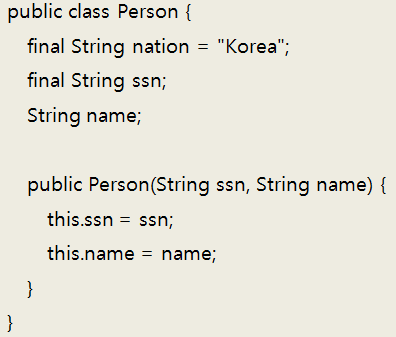 public class Person {
final String nation = "Korea";
final String ssn;
String name;
public Person(String ssn, String name) {
this.ssn = ssn;
this.name = name;
}
}